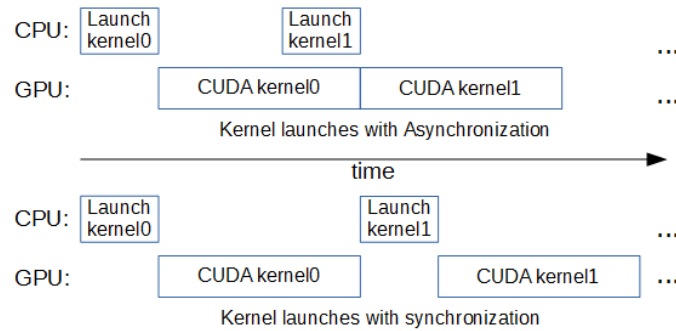 CPU:
Launch
kernel0
Launch
kernel1
...
GPU:
CUDA kernel0
CUDA kernel1
...
Kernel launches with Asynchronization
time
CPU:
Launch
kernel0
Launch
kernel1
...
GPU:
CUDA kernel0
CUDA kernel1
...
Kernel launches with synchronization